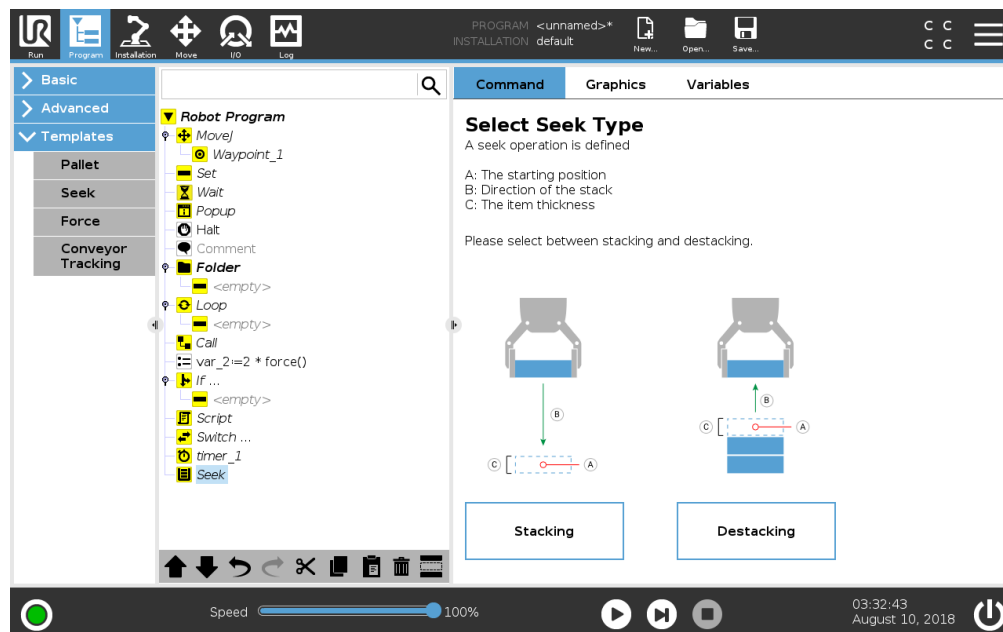 UR
PROGRAM <unnamed>*
INSTALLATION default
Run
Program
Installation
Move
I/O
Log
New...
Open...
Save...
C C
C C
Basic
Advanced
Templates
Pallet
Seek
Force
Conveyor
Tracking
Robot Program
MoveJ
Waypoint_1
Set
Wait
Popup
Halt
Comment
Folder
<empty>
Loop
<empty>
Call
var_2:=2 * force()
If ...
<empty>
Script
Switch ...
timer_1
Seek
Command Graphics Variables
Select Seek Type
A seek operation is defined
A: The starting position
B: Direction of the stack
C: The item thickness
Please select between stacking and destacking.
B
C
A
B
C
A
Stacking
Destacking
Speed
100%
03:32:43
August 10, 2018